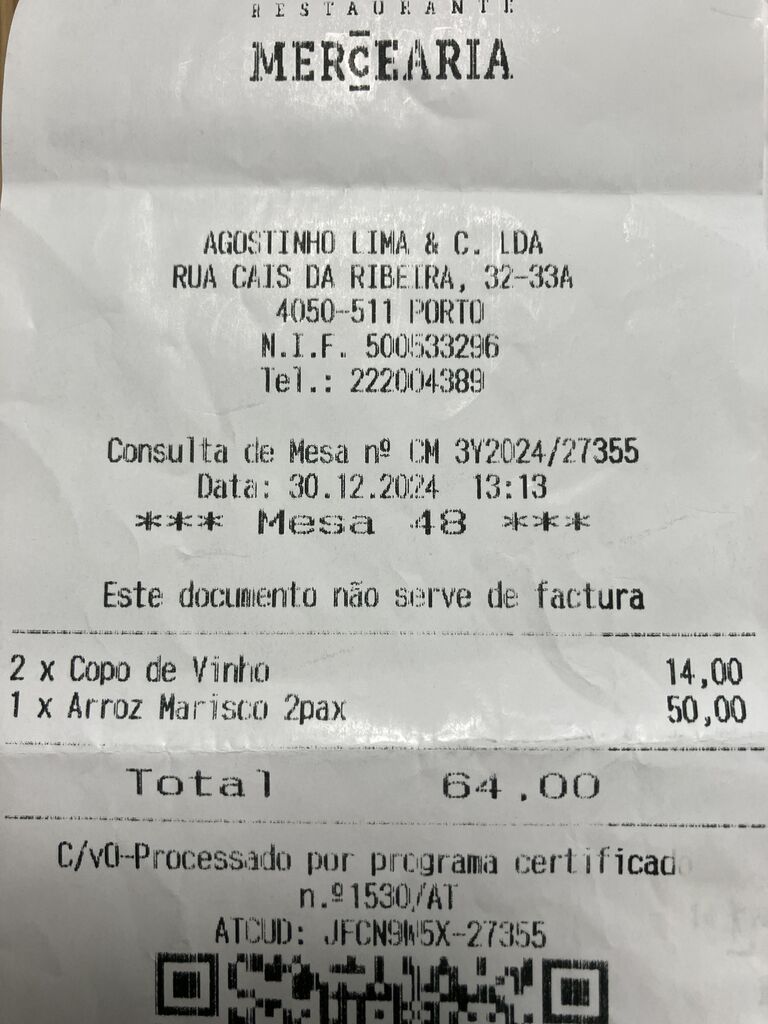 RESTAURANTE
MERCEARIA
AGOSTINHO LIMA & C. LDA
RUA CAIS DA RIBEIRA, 32-33A
4050-511 PORTO
N.I.F. 500533296
Tel.: 222004389
Consulta de Mesa nº CM 3Y2024/27355
Data: 30.12.2024 13:13
*** Mesa 48 ***
Este documento não serve de factura
2 x Copo de Vinho 14,00
1 x Arroz Marisco 2pax 50,00
Total 64,00
C/vO-Processado por programa certificado
n.º1530/AT
ATCUD: JFCN9W5X-27355